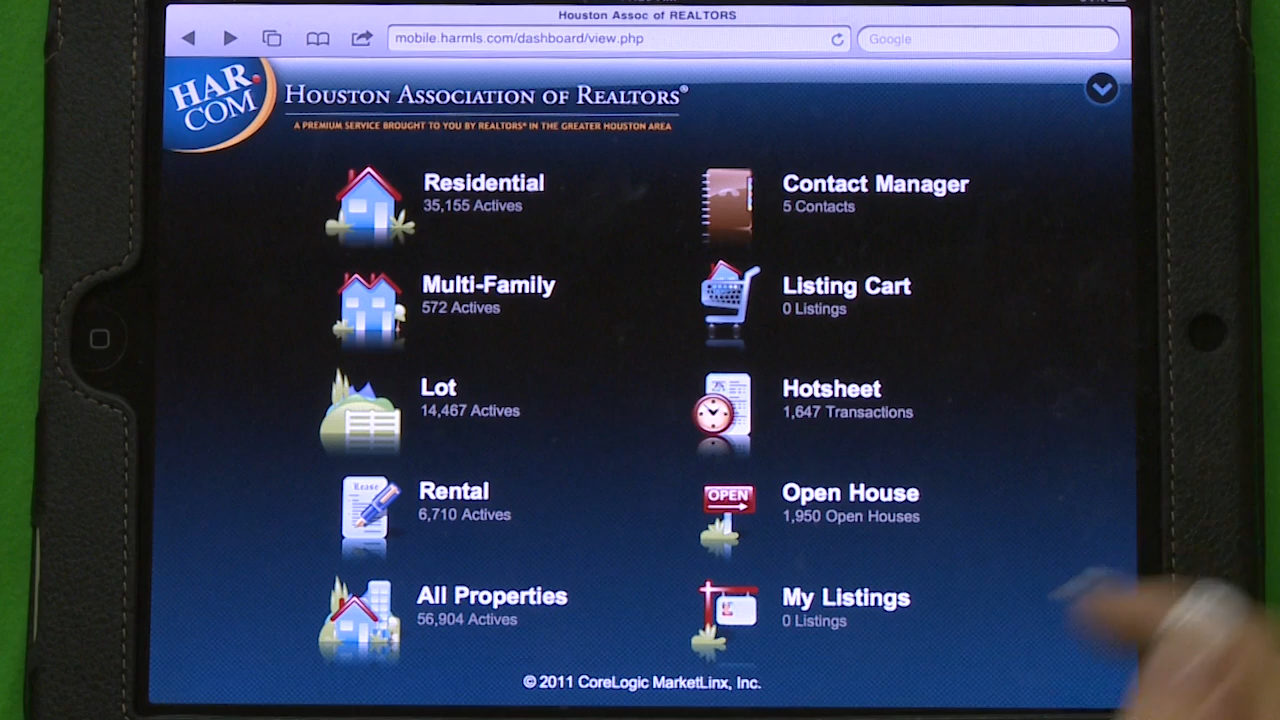 Houston Assoc of REALTORS
mobile.harmls.com/dashboard/view.php
Google
HAR.
COM
HOUSTON ASSOCIATION OF REALTORS®
A PREMIUM SERVICE BROUGHT TO YOU BY REALTORS® IN THE GREATER HOUSTON AREA
Residential
35,155 Actives
Contact Manager
5 Contacts
Multi-Family
572 Actives
Listing Cart
0 Listings
Lot
14,467 Actives
Hotsheet
1,647 Transactions
Lease
Rental
6,710 Actives
OPEN
Open House
1,950 Open Houses
All Properties
56,904 Actives
My Listings
0 Listings
© 2011 CoreLogic MarketLinx, Inc.